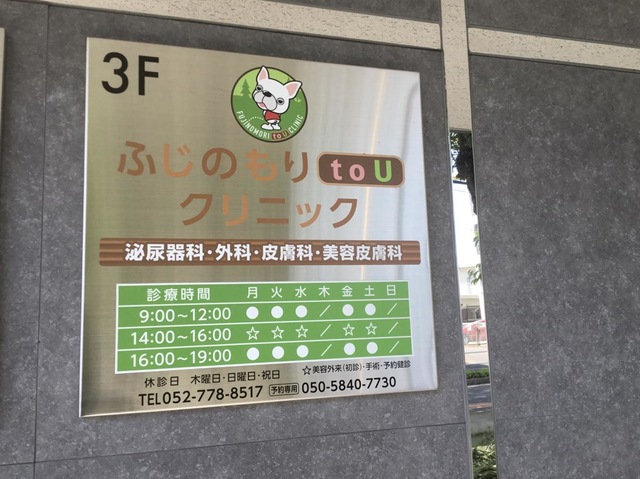 3F
FUJINOMORI to U CLINIC
ふじのもり to U
クリニック
泌尿器科・外科・皮膚科・美容皮膚科
診療時間 月 火 水 木 金 土 日
9:00~12:00 ● ● ● / ● ● /
14:00~16:00 ☆ ☆ ☆ / ☆ ☆ /
16:00~19:00 ● ● ● / ● ● /
休診日 木曜日・日曜日・祝日 ☆美容外来(初診)・手術・予約健診
TEL052-778-8517 予約専用 050-5840-7730